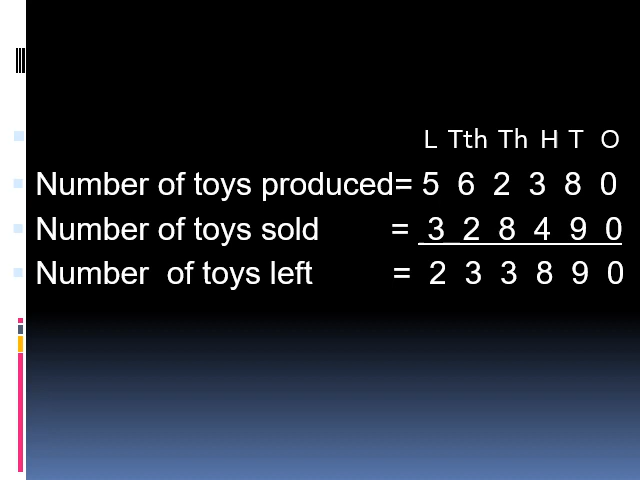 L Tth Th H T O
Number of toys produced= 5 6 2 3 8 0
Number of toys sold = 3 2 8 4 9 0
Number of toys left = 2 3 3 8 9 0